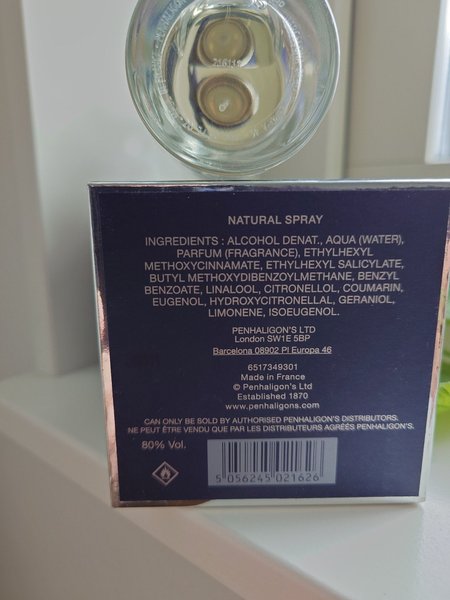 216110
NATURAL SPRAY
INGREDIENTS : ALCOHOL DENAT., AQUA (WATER),
PARFUM (FRAGRANCE), ETHYLHEXYL
METHOXYCINNAMATE, ETHYLHEXYL SALICYLATE,
BUTYL METHOXYDIBENZOYLMETHANE, BENZYL
BENZOATE, LINALOOL, CITRONELLOL, COUMARIN,
EUGENOL, HYDROXYCITRONELLAL, GERANIOL,
LIMONENE, ISOEUGENOL.
PENHALIGON'S LTD
London SW1E 5BP
Barcelona 08902 Pl Europa 46
6517349301
Made in France
© Penhaligon's Ltd
Established 1870
www.penhaligons.com
CAN ONLY BE SOLD BY AUTHORISED PENHALIGON'S DISTRIBUTORS.
NE PEUT ÊTRE VENDU QUE PAR LES DISTRIBUTEURS AGRÉÉS PENHALIGON'S.
80% Vol.
5 056245 021626